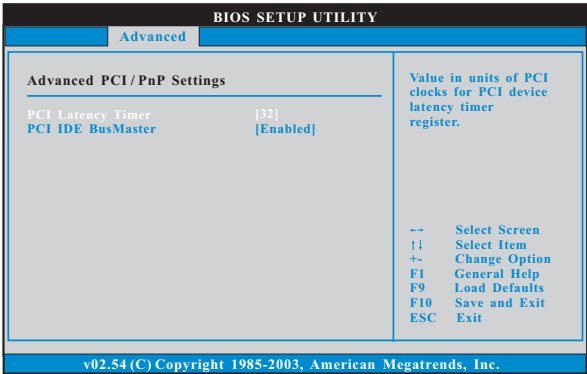 BIOS SETUP UTILITY
Advanced
Advanced PCI / PnP Settings
PCI Latency Timer [32]
PCI IDE BusMaster [Enabled]
Value in units of PCI
clocks for PCI device
latency timer
register.
←→ Select Screen
↑↓ Select Item
+- Change Option
F1 General Help
F9 Load Defaults
F10 Save and Exit
ESC Exit
v02.54 (C) Copyright 1985-2003, American Megatrends, Inc.